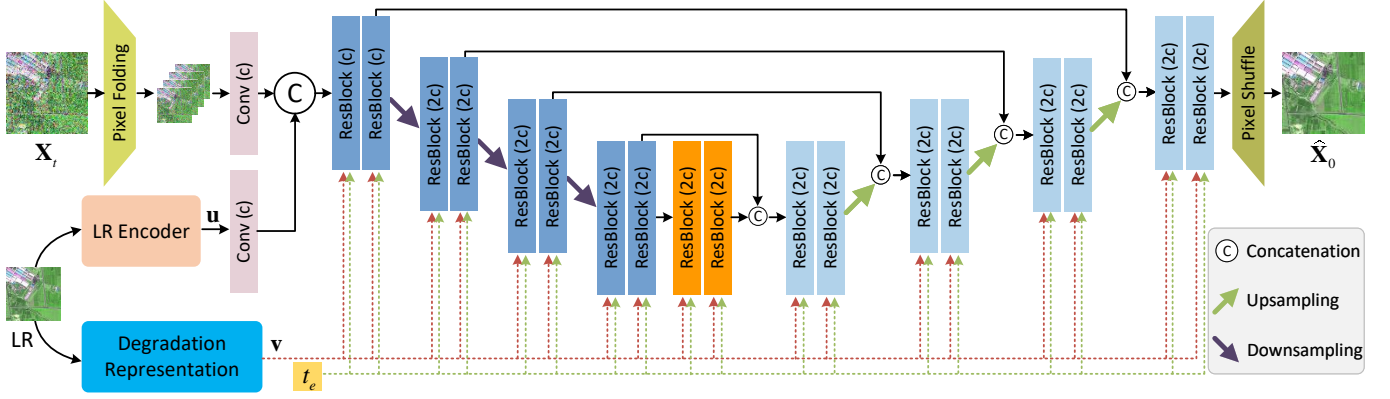 X_t
Pixel Folding
Conv (c)
C
LR Encoder
u
Conv (c)
LR
Degradation
Representation
v
t_e
ResBlock (c)
ResBlock (c)
ResBlock (2c)
ResBlock (2c)
ResBlock (2c)
ResBlock (2c)
ResBlock (2c)
ResBlock (2c)
ResBlock (2c)
ResBlock (2c)
C
ResBlock (2c)
ResBlock (2c)
C
ResBlock (2c)
ResBlock (2c)
C
ResBlock (2c)
ResBlock (2c)
C
ResBlock (2c)
ResBlock (2c)
Pixel Shuffle
X̂_0
C Concatenation
Upsampling
Downsampling